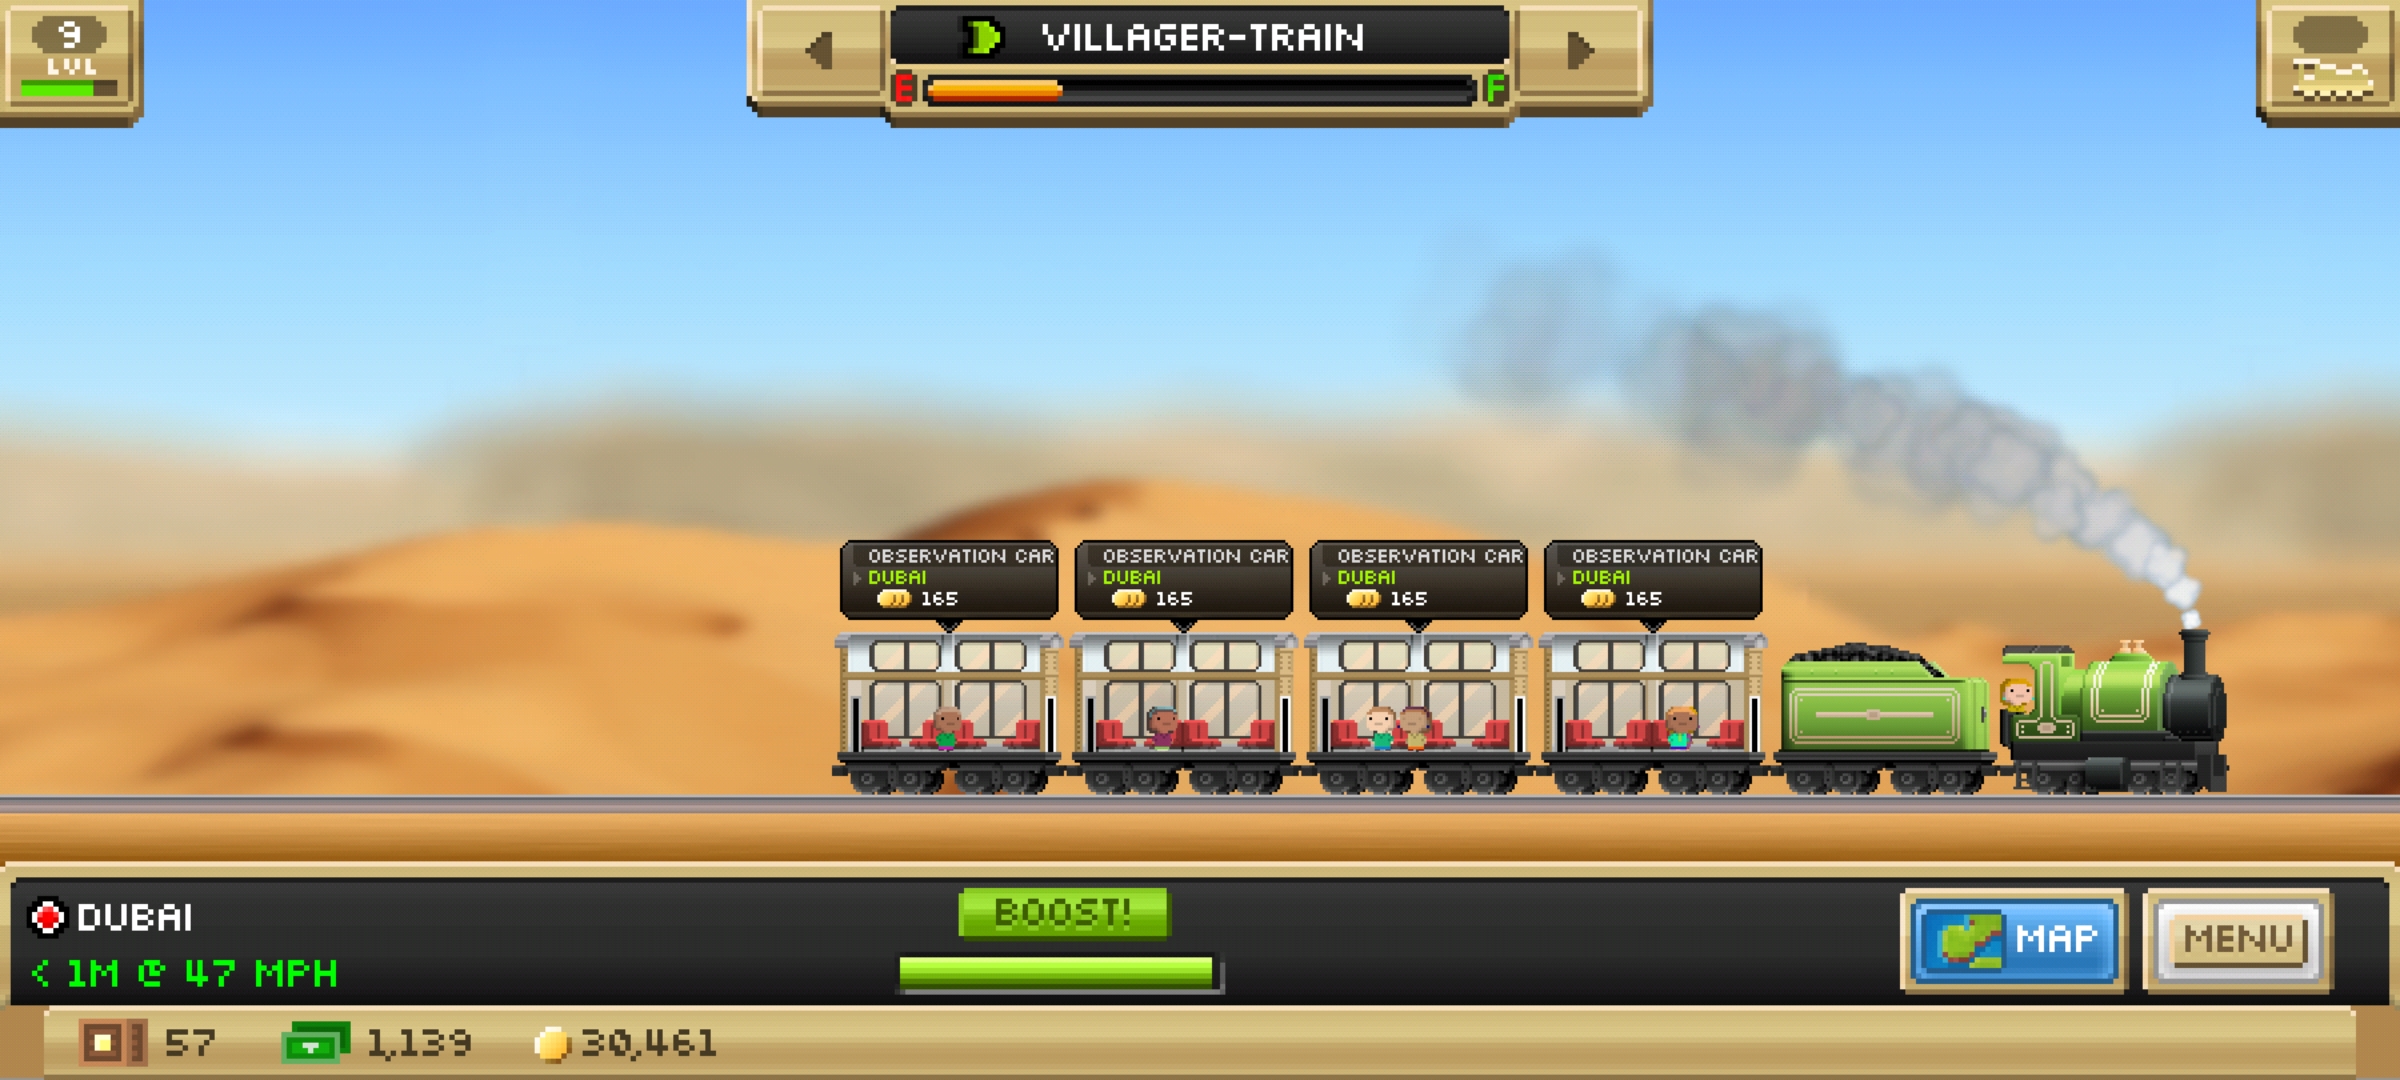 9
LVL
VILLAGER-TRAIN
E F
OBSERVATION CAR
DUBAI
165
OBSERVATION CAR
DUBAI
165
OBSERVATION CAR
DUBAI
165
OBSERVATION CAR
DUBAI
165
DUBAI
< 1M @ 47 MPH
BOOST!
MAP
MENU
57
1,139
30,461